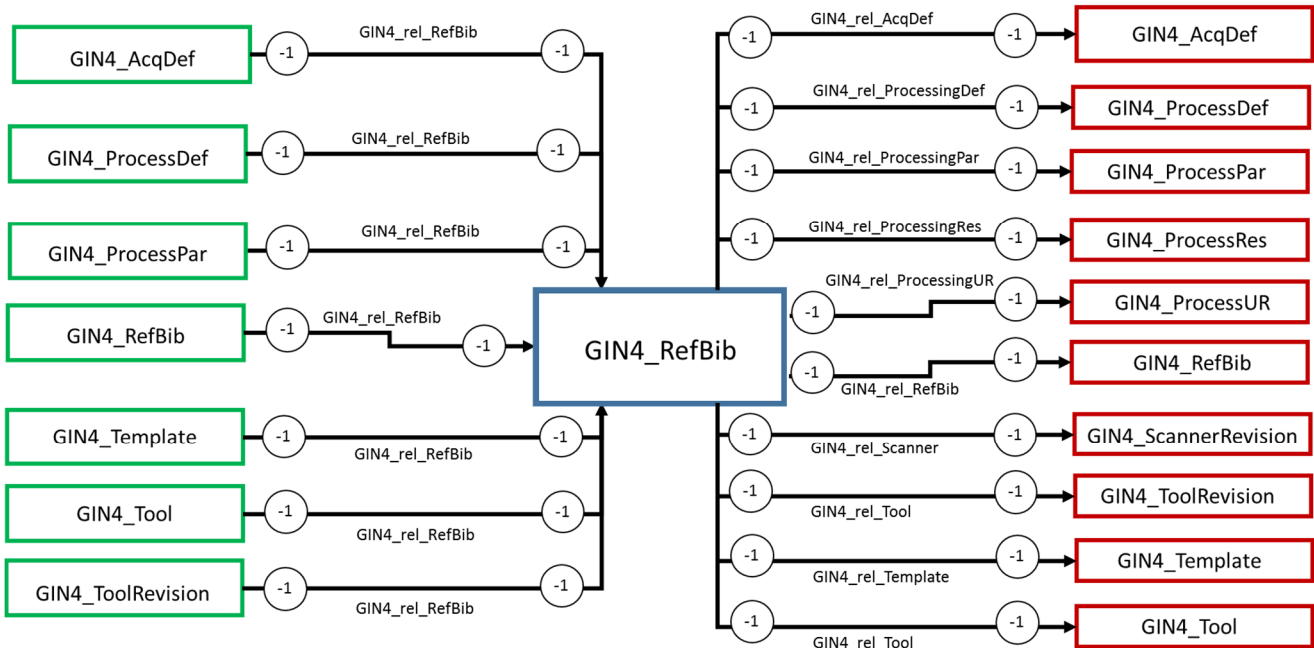 GIN4_AcqDef
-1
GIN4_rel_RefBib
-1
GIN4_ProcessDef
-1
GIN4_rel_RefBib
-1
GIN4_ProcessPar
-1
GIN4_rel_RefBib
-1
GIN4_RefBib
-1
GIN4_rel_RefBib
-1
GIN4_Template
-1
GIN4_rel_RefBib
-1
GIN4_Tool
-1
GIN4_rel_RefBib
-1
GIN4_ToolRevision
-1
GIN4_rel_RefBib
-1
GIN4_RefBib
-1
GIN4_rel_AcqDef
-1
GIN4_AcqDef
-1
GIN4_rel_ProcessingDef
-1
GIN4_ProcessDef
-1
GIN4_rel_ProcessingPar
-1
GIN4_ProcessPar
-1
GIN4_rel_ProcessingRes
-1
GIN4_ProcessRes
-1
GIN4_rel_ProcessingUR
-1
GIN4_ProcessUR
-1
GIN4_rel_RefBib
-1
GIN4_RefBib
-1
GIN4_rel_Scanner
-1
GIN4_ScannerRevision
-1
GIN4_rel_Tool
-1
GIN4_ToolRevision
-1
GIN4_rel_Template
-1
GIN4_Template
-1
GIN4_rel_Tool
-1
GIN4_Tool